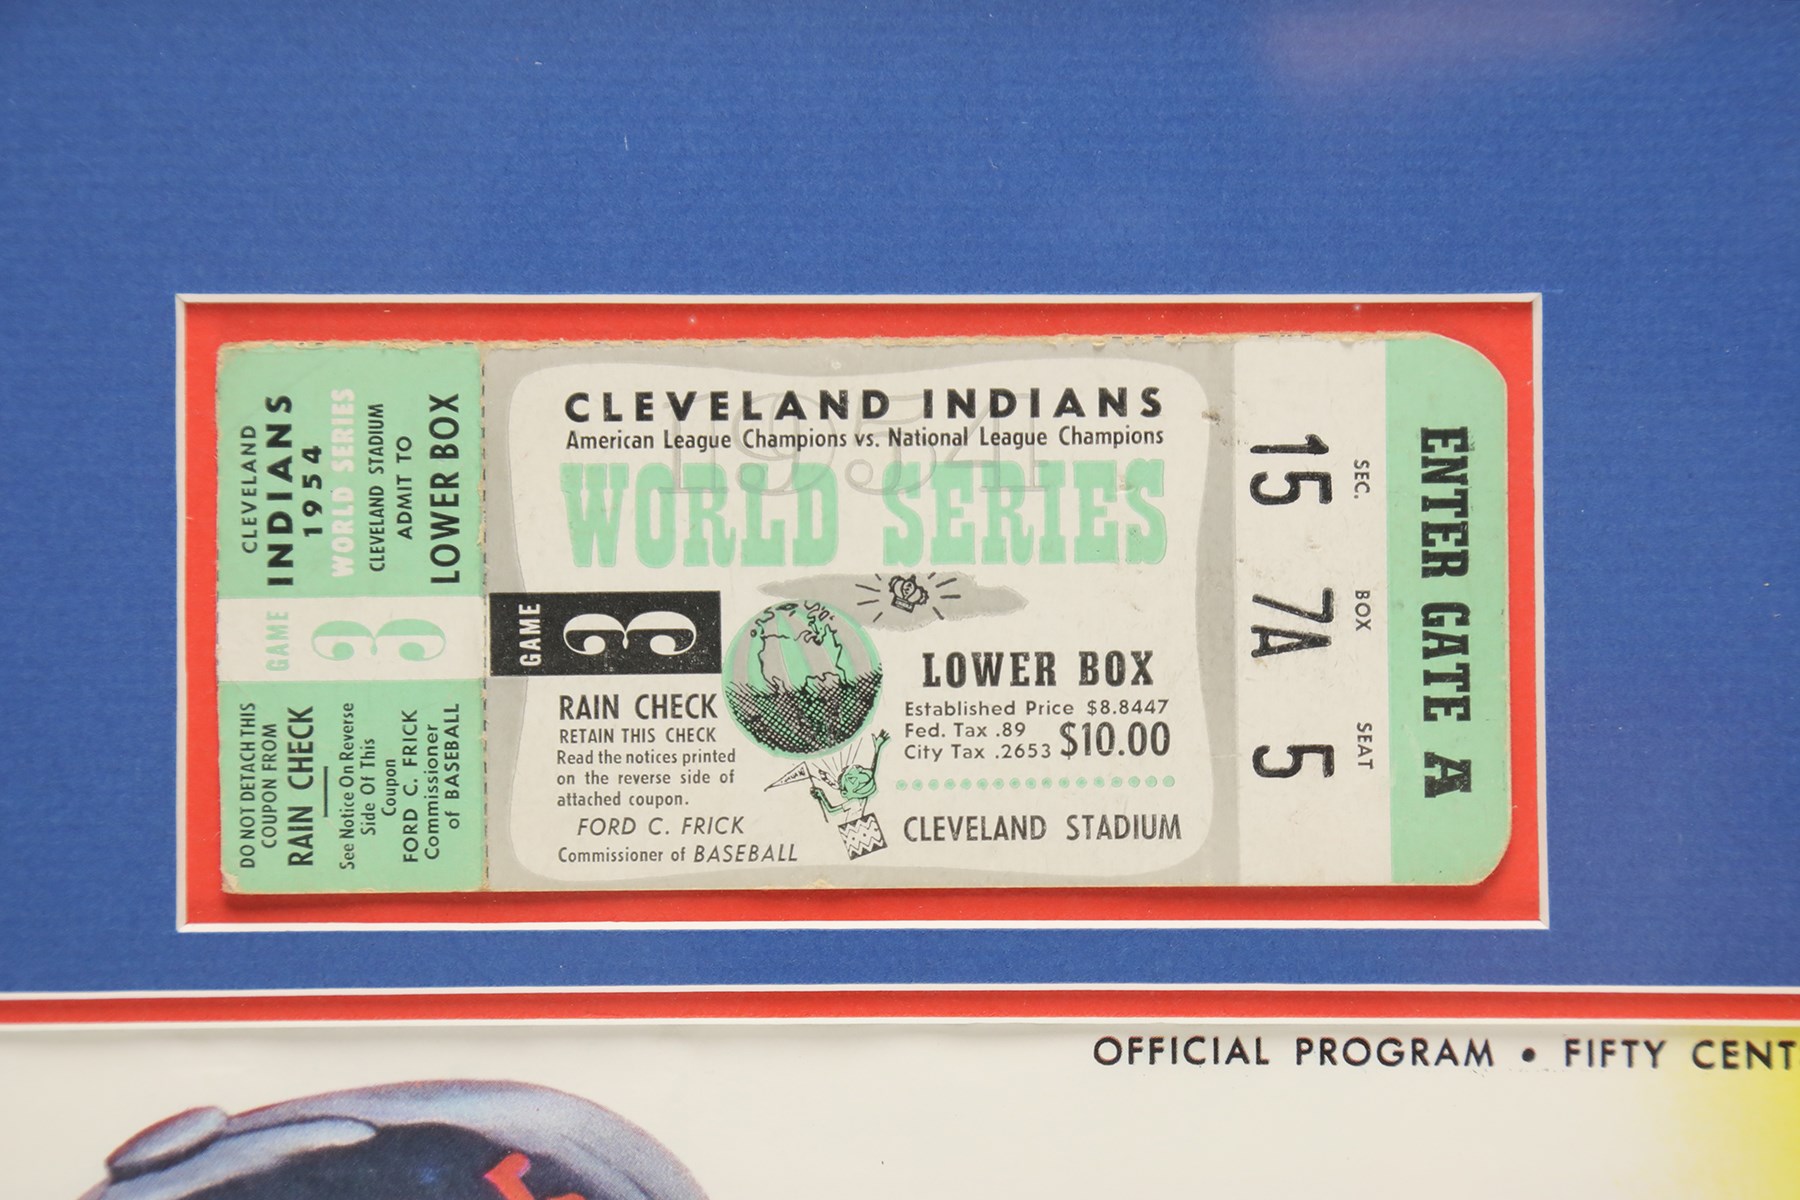 CLEVELAND
INDIANS
1954
WORLD SERIES
CLEVELAND STADIUM
ADMIT TO
LOWER BOX
GAME
3
DO NOT DETACH THIS
COUPON FROM
RAIN CHECK
See Notice On Reverse
Side Of This
Coupon
FORD C. FRICK
Commissioner
of BASEBALL
1954
CLEVELAND INDIANS
American League Champions vs. National League Champions
WORLD SERIES
GAME
3
RAIN CHECK
RETAIN THIS CHECK
Read the notices printed
on the reverse side of
attached coupon.
FORD C. FRICK
Commissioner of BASEBALL
LOWER BOX
Established Price $8.8447
Fed. Tax .89
City Tax .2653 $10.00
CLEVELAND STADIUM
SEC. BOX SEAT
15 7A 5
ENTER GATE A
OFFICIAL PROGRAM • FIFTY CENT